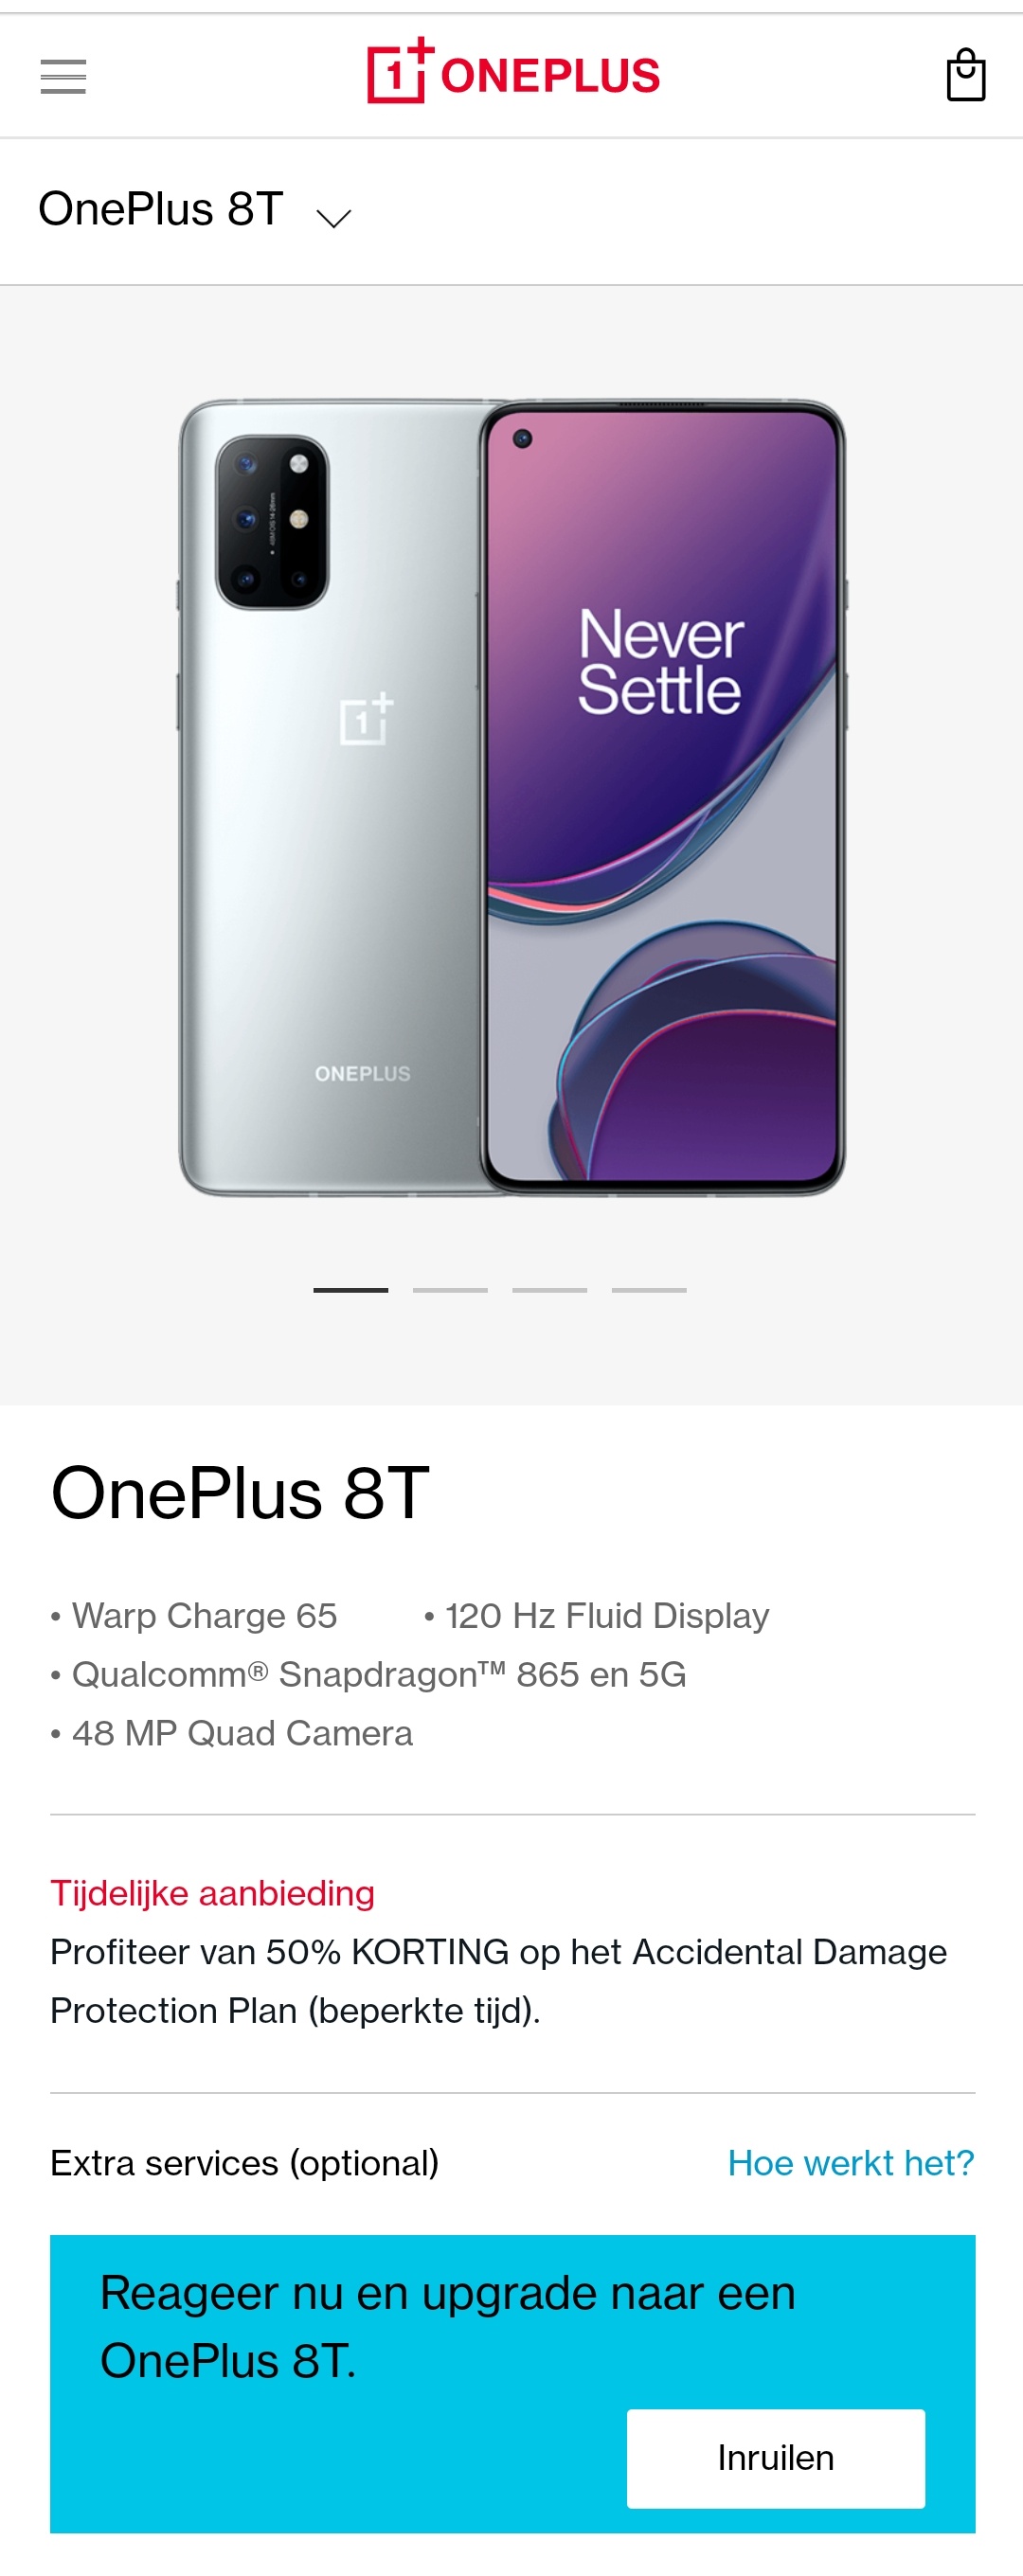 ONEPLUS
OnePlus 8T
Never
Settle
ONEPLUS
OnePlus 8T
• Warp Charge 65 • 120 Hz Fluid Display
• Qualcomm® Snapdragon™ 865 en 5G
• 48 MP Quad Camera
Tijdelijke aanbieding
Profiteer van 50% KORTING op het Accidental Damage
Protection Plan (beperkte tijd).
Extra services (optional) Hoe werkt het?
Reageer nu en upgrade naar een
OnePlus 8T.
Inruilen